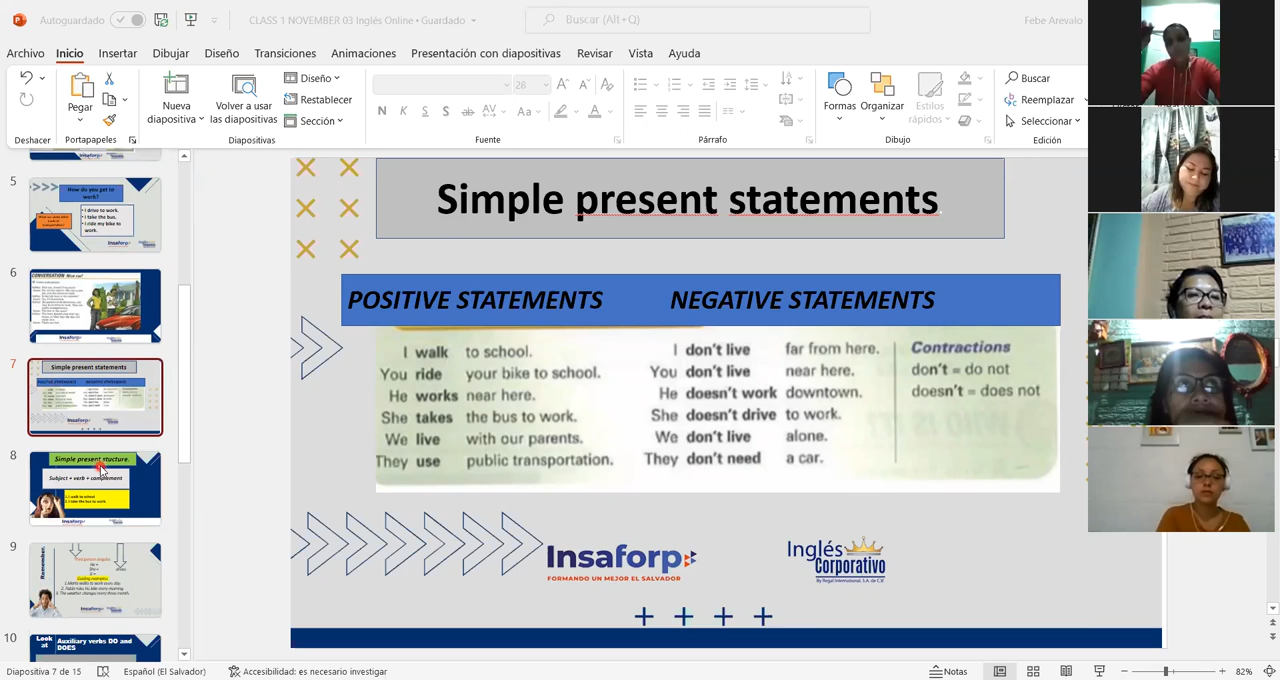 Autoguardado
CLASS 1 NOVEMBER 03 Inglés Online • Guardado
Buscar (Alt+Q)
Febe Arevalo
Archivo Inicio Insertar Dibujar Diseño Transiciones Animaciones Presentación con diapositivas Revisar Vista Ayuda
Deshacer
Pegar
Portapapeles
Nueva diapositiva
Volver a usar las diapositivas
Diseño
Restablecer
Sección
Diapositivas
28
N K S S ab AV Aa A
Fuente
Párrafo
Formas
Organizar
Estilos rápidos
Dibujo
Buscar
Reemplazar
Seleccionar
Edición
5
How do you get to work?
I drive to work.
I take the bus.
I ride my bike to work.
6
CONVERSATION
7
Simple present statements
8
Simple present stucture.
Subject + verb + complement
1. I walk to school
2. I take the bus to work.
9
Remember.
10
Look at
Auxiliary verbs DO and DOES
Simple present statements
POSITIVE STATEMENTS NEGATIVE STATEMENTS
I walk to school. I don't live far from here. Contractions
You ride your bike to school. You don't live near here. don't = do not
He works near here. He doesn't work downtown. doesn't = does not
She takes the bus to work. She doesn't drive to work.
We live with our parents. We don't live alone.
They use public transportation. They don't need a car.
Insaforp
FORMANDO UN MEJOR EL SALVADOR
Inglés
Corporativo
By Regal International, S.A. de C.V.
Diapositiva 7 de 15
Español (El Salvador)
Accesibilidad: es necesario investigar
Notas
82%